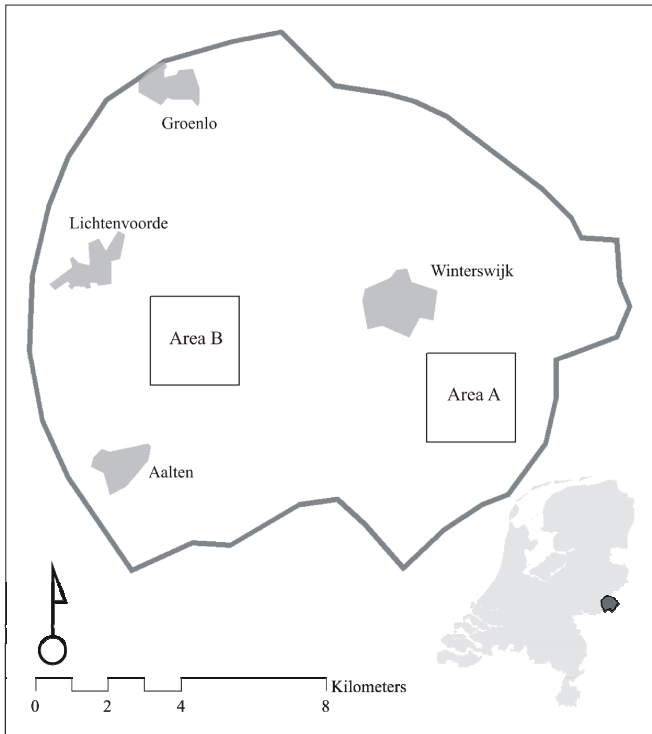 Groenlo
Lichtenvoorde
Winterswijk
Area B
Area A
Aalten
Kilometers
0 2 4 8